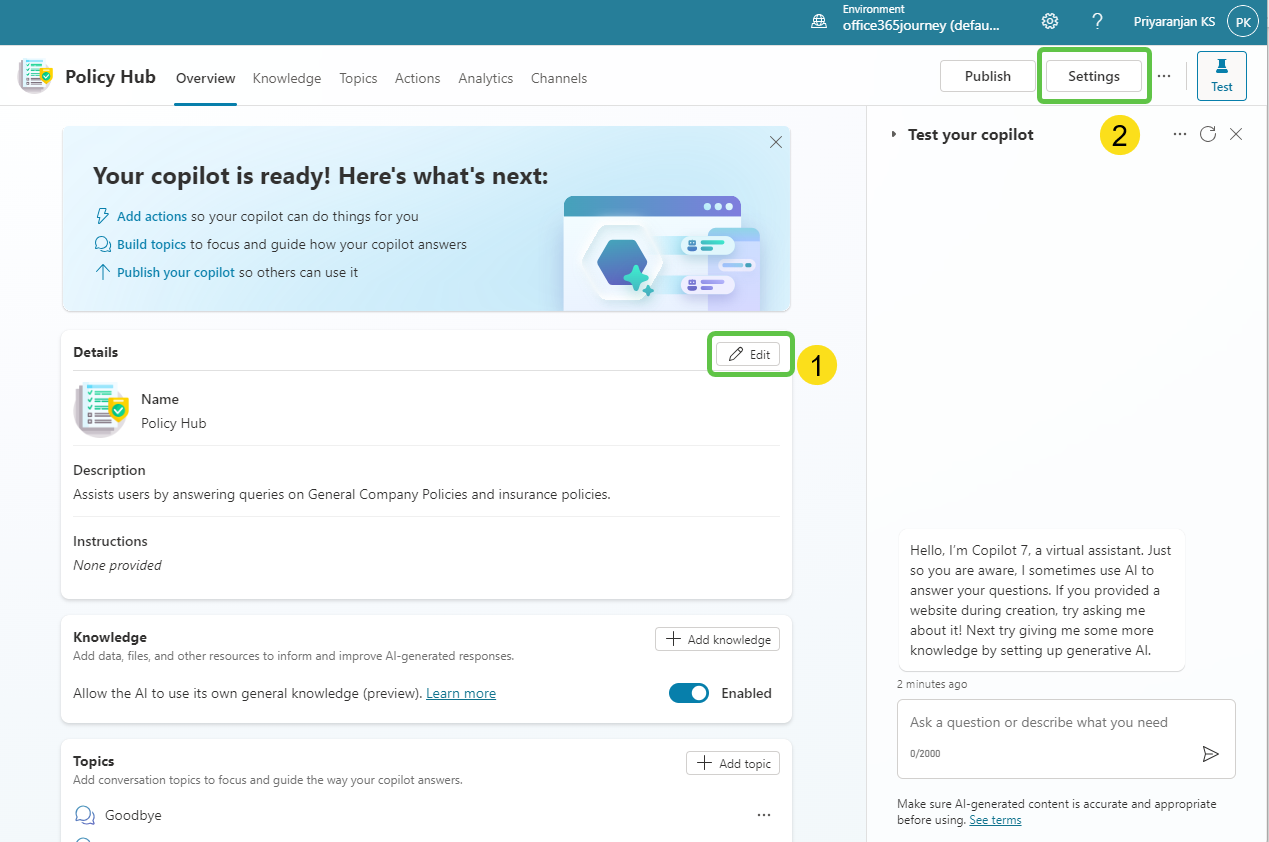 Environment
office365journey (defau...
?
Priyaranjan KS
PK
Policy Hub
Overview
Knowledge
Topics
Actions
Analytics
Channels
Publish
Settings
...
Test
Your copilot is ready! Here's what's next:
Add actions so your copilot can do things for you
Build topics to focus and guide how your copilot answers
Publish your copilot so others can use it
Details
Edit
1
Name
Policy Hub
Description
Assists users by answering queries on General Company Policies and insurance policies.
Instructions
None provided
Knowledge
Add knowledge
Add data, files, and other resources to inform and improve AI-generated responses.
Allow the AI to use its own general knowledge (preview). Learn more
Enabled
Topics
Add topic
Add conversation topics to focus and guide the way your copilot answers.
Goodbye
...
Test your copilot
2
...
Hello, I'm Copilot 7, a virtual assistant. Just
so you are aware, I sometimes use AI to
answer your questions. If you provided a
website during creation, try asking me
about it! Next try giving me some more
knowledge by setting up generative AI.
2 minutes ago
Ask a question or describe what you need
0/2000
Make sure AI-generated content is accurate and appropriate
before using. See terms